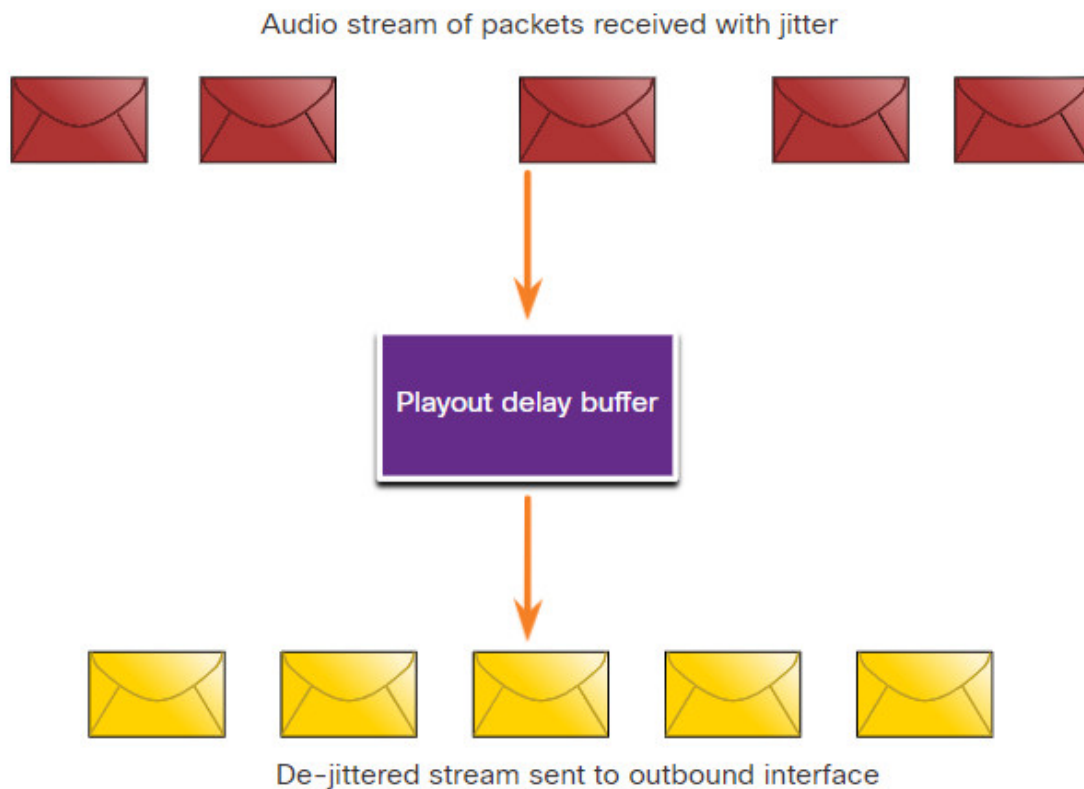 Audio stream of packets received with jitter
Playout delay buffer
De-jittered stream sent to outbound interface